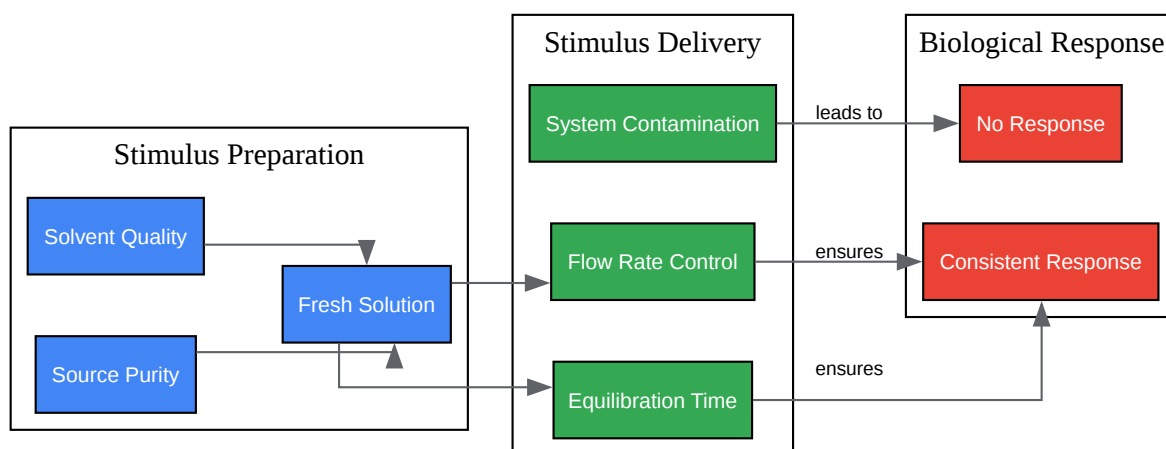 Stimulus Preparation
Solvent Quality
Source Purity
Fresh Solution
Stimulus Delivery
System Contamination
Flow Rate Control
Equilibration Time
leads to
ensures
ensures
Biological Response
No Response
Consistent Response